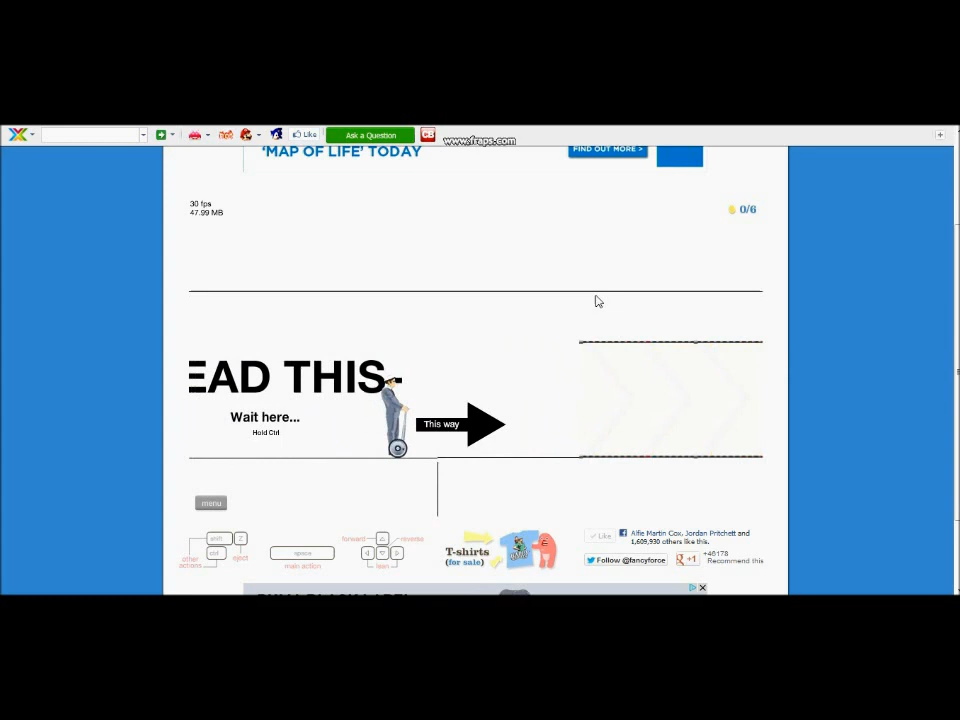 Like
Ask a Question
www.fraps.com
'MAP OF LIFE' TODAY
FIND OUT MORE >
30 fps
47.99 MB
0/6
EAD THIS-
Wait here...
Hold Ctrl
This way
menu
shift Z
ctrl
eject
other
actions
space
main action
forward
reverse
lean
T-shirts
(for sale)
Like
Alfie Martin Cox, Jordan Pritchett and
1,609,930 others like this.
Follow @fancyforce
+1
+46178
Recommend this